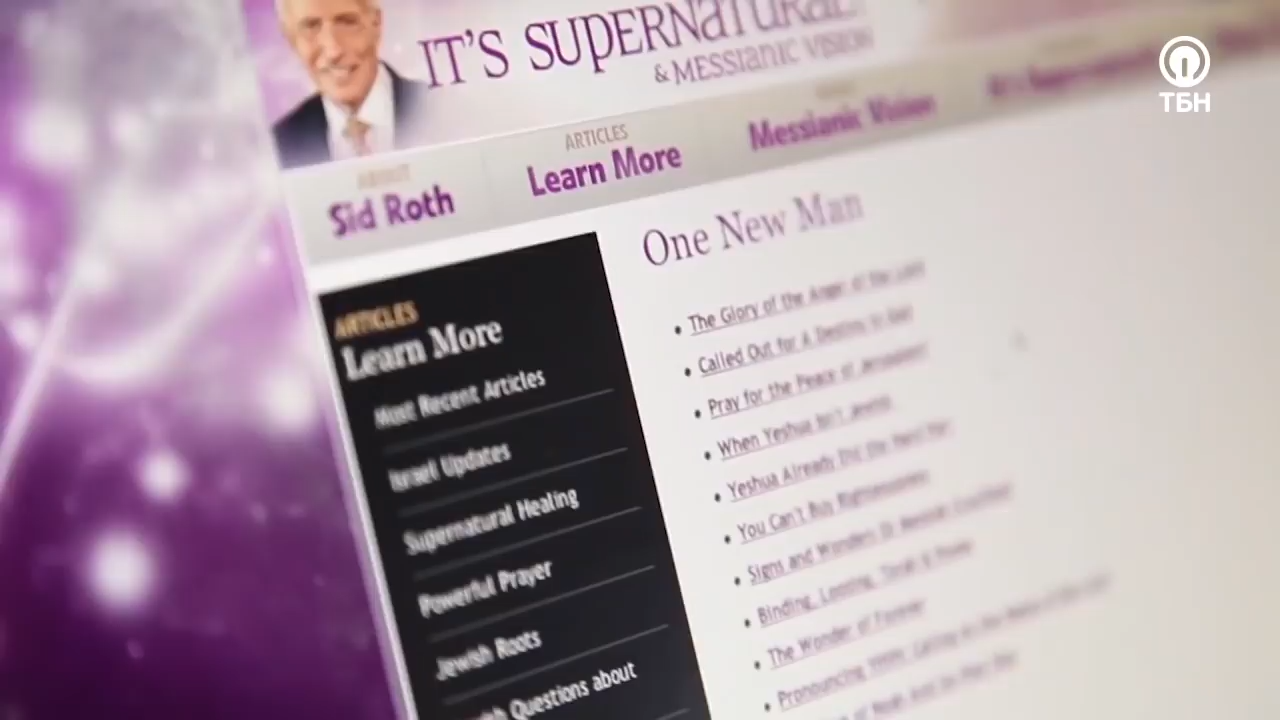 IT'S SUPERNATURAL!
& MESSIANIC VISION
ТБН
ABOUT
Sid Roth
ARTICLES
Learn More
Messianic Vision
One New Man
ARTICLES
Learn More
Most Recent Articles
Israel Updates
Supernatural Healing
Powerful Prayer
Jewish Roots
Questions about
The Glory of the Angel of the Lord
Called Out for A Destiny
Pray for the Peace of Jerusalem!
When Yeshua Isn't Jewish
Yeshua Already Did the Hard Part
You Can't Buy Righteousness
Signs and Wonders
Binding, Loosing,
The Wonder of Forever
Pronouncing